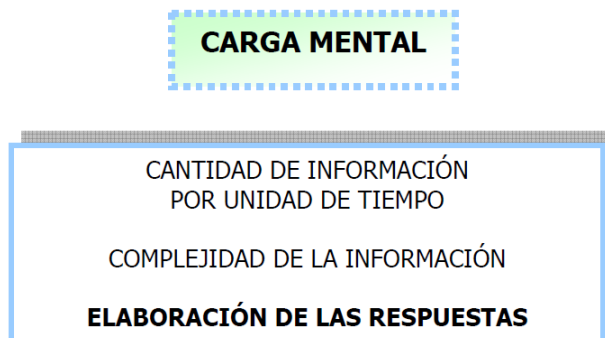 CARGA MENTAL
CANTIDAD DE INFORMACIÓN
POR UNIDAD DE TIEMPO
COMPLEJIDAD DE LA INFORMACIÓN
ELABORACIÓN DE LAS RESPUESTAS